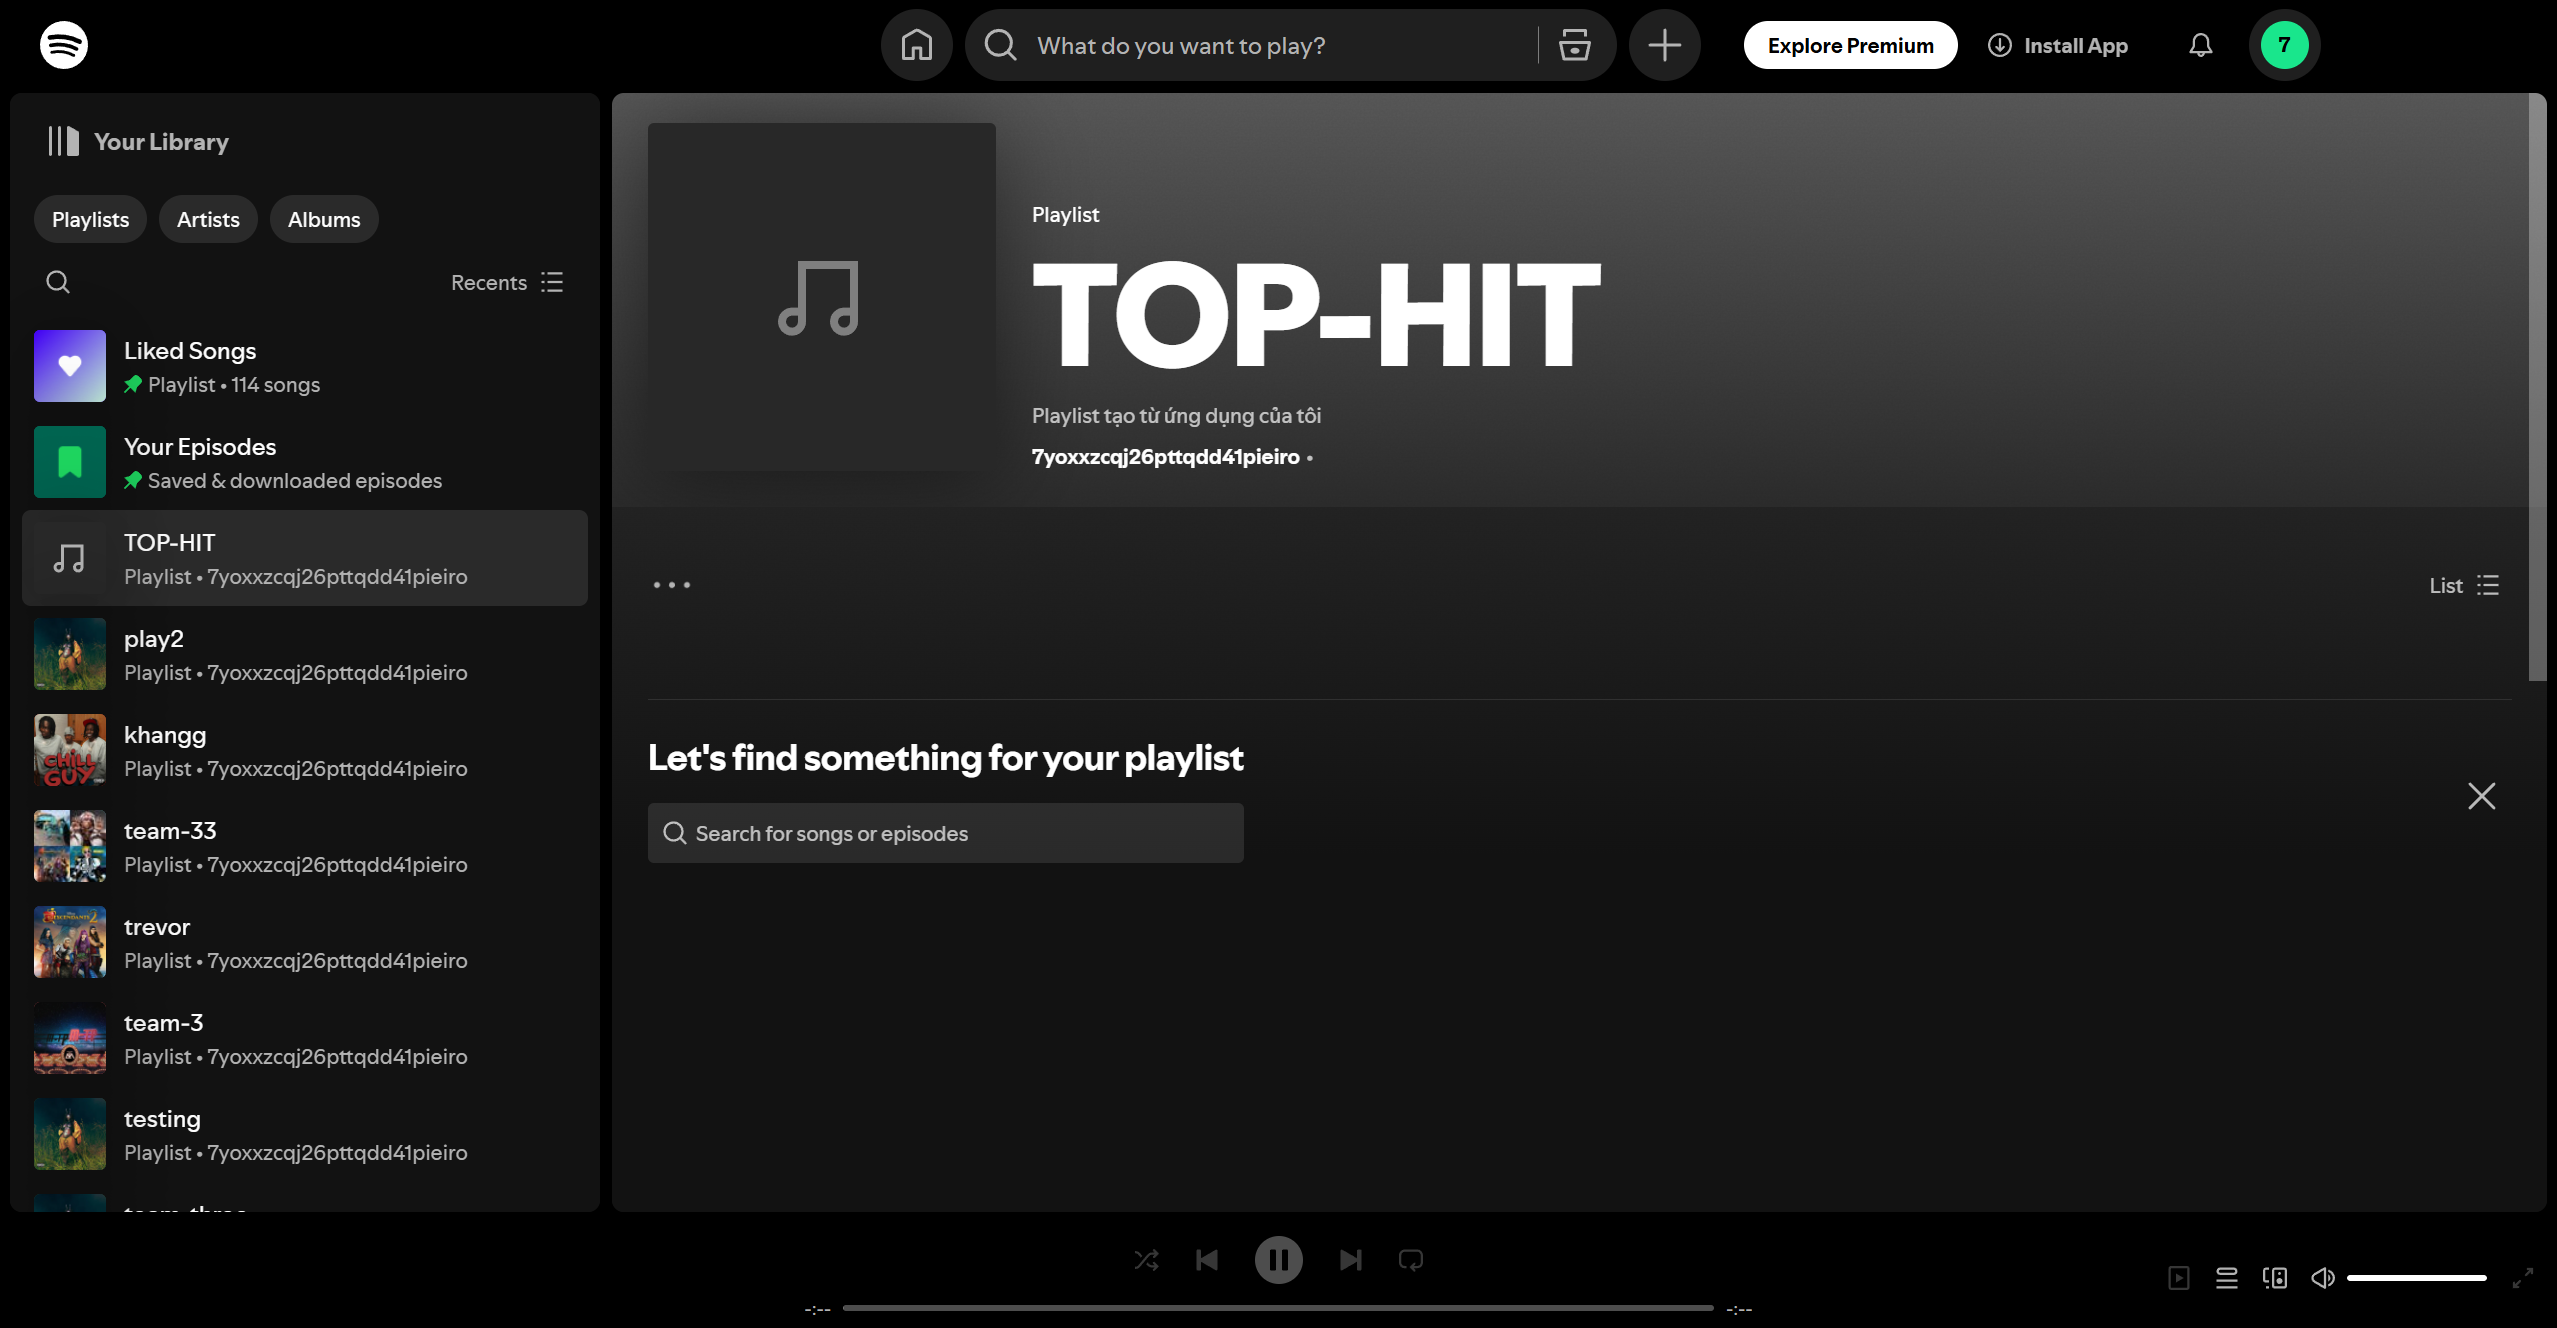 What do you want to play?
Explore Premium
Install App
7
Your Library
Playlists
Artists
Albums
Recents
Liked Songs
Playlist • 114 songs
Your Episodes
Saved & downloaded episodes
TOP-HIT
Playlist • 7yoxxzcqj26pttqdd41pieiro
play2
Playlist • 7yoxxzcqj26pttqdd41pieiro
khangg
Playlist • 7yoxxzcqj26pttqdd41pieiro
team-33
Playlist • 7yoxxzcqj26pttqdd41pieiro
trevor
Playlist • 7yoxxzcqj26pttqdd41pieiro
team-3
Playlist • 7yoxxzcqj26pttqdd41pieiro
testing
Playlist • 7yoxxzcqj26pttqdd41pieiro
Playlist
TOP-HIT
Playlist tạo từ ứng dụng của tôi
7yoxxzcqj26pttqdd41pieiro •
List
Let's find something for your playlist
Search for songs or episodes
CHILL
GUY
-:--
-:--